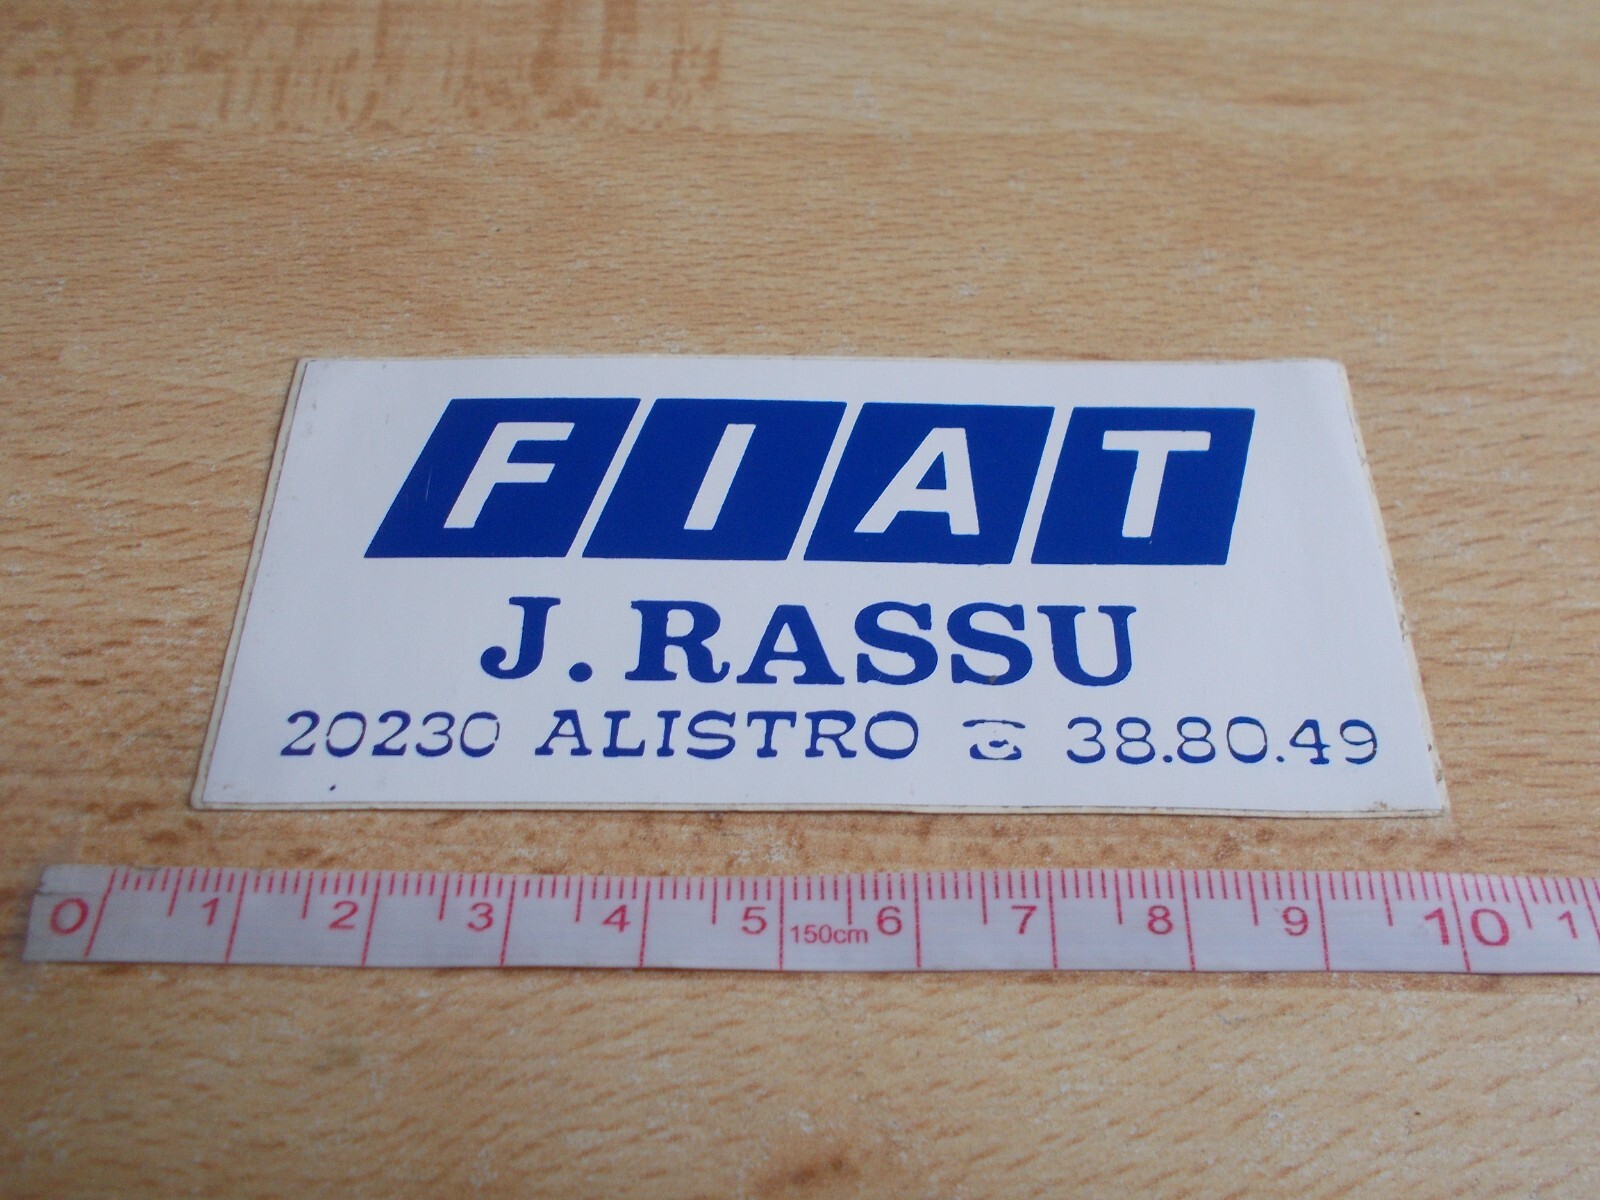 FIAT
J. RASSU
20230 ALISTRO ☎ 38.80.49
0 1 2 3 4 5 150cm 6 7 8 9 10 1